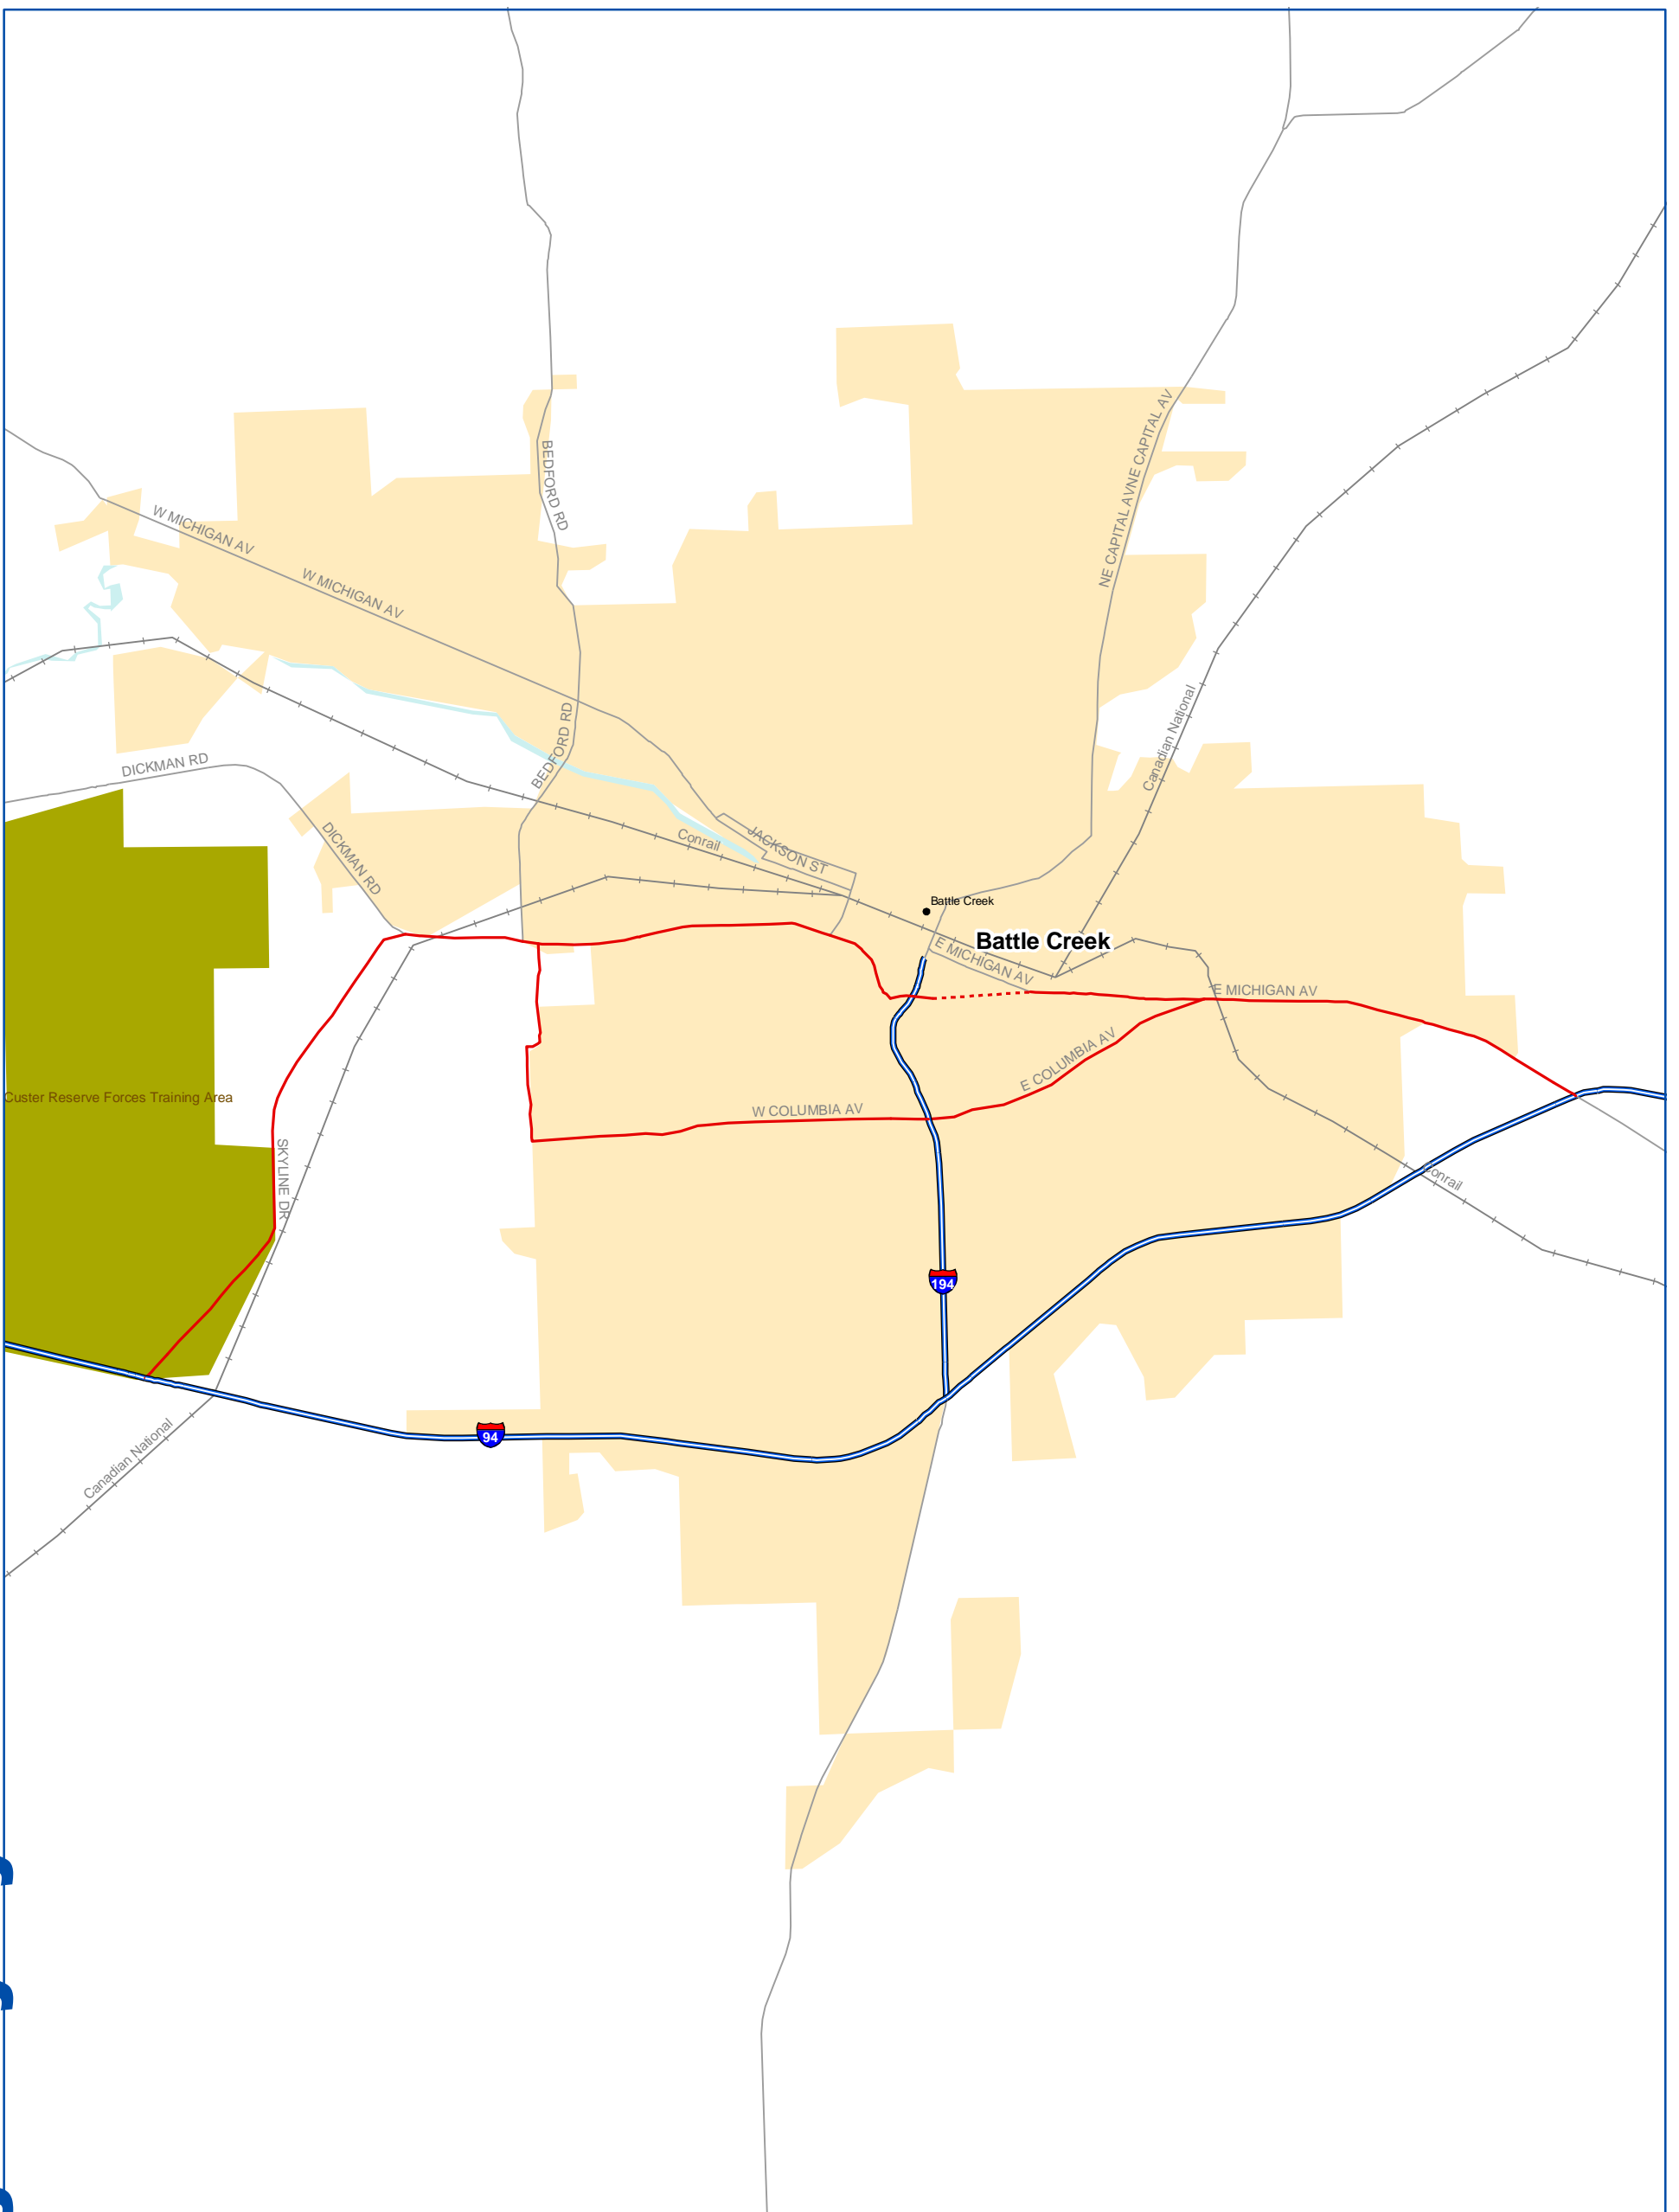 BEDFORD RD
NE CAPITAL AVNE CAPITAL AV
W MICHIGAN AV
W MICHIGAN AV
Canadian National
BEDFORD RD
DICKMAN RD
DICKMAN RD
Conrail
JACKSON ST
Battle Creek
Battle Creek
E MICHIGAN AV
E MICHIGAN AV
E COLUMBIA AV
Custer Reserve Forces Training Area
W COLUMBIA AV
SKYLINE DR
Conrail
194
94
Canadian National